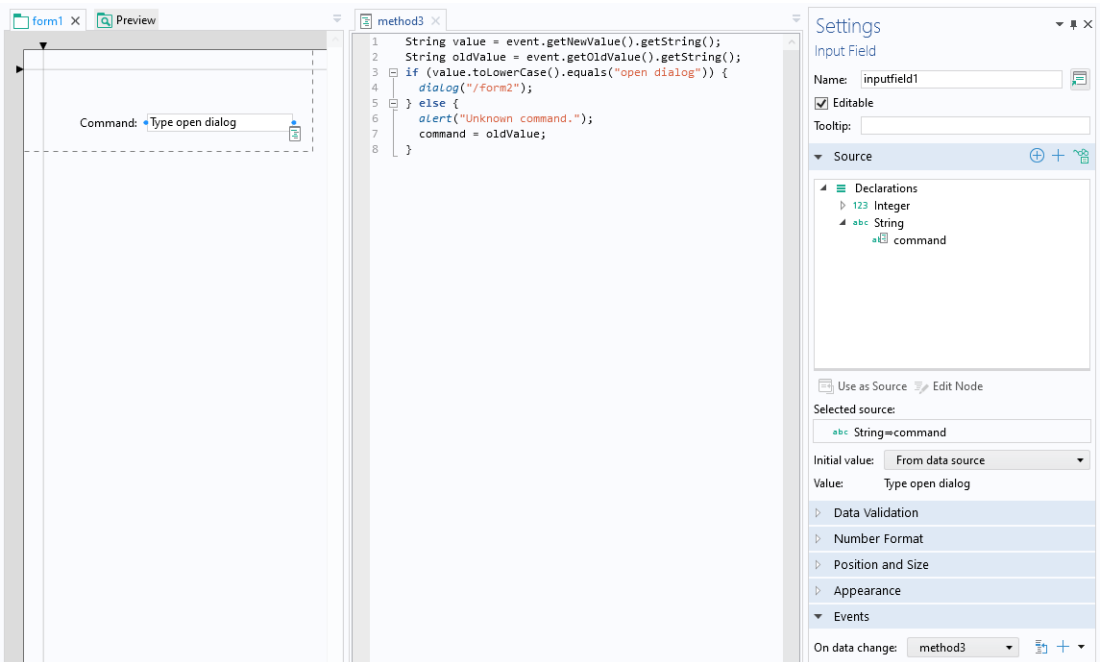 form1
Preview
Command: Type open dialog
method3
1 String value = event.getNewValue().getString();
2 String oldValue = event.getOldValue().getString();
3 if (value.toLowerCase().equals("open dialog")) {
4 dialog("/form2");
5 } else {
6 alert("Unknown command.");
7 command = oldValue;
8 }
Settings
Input Field
Name: inputfield1
Editable
Tooltip:
Source
Declarations
123 Integer
abc String
command
Use as Source Edit Node
Selected source:
abc String⇒command
Initial value: From data source
Value: Type open dialog
Data Validation
Number Format
Position and Size
Appearance
Events
On data change: method3